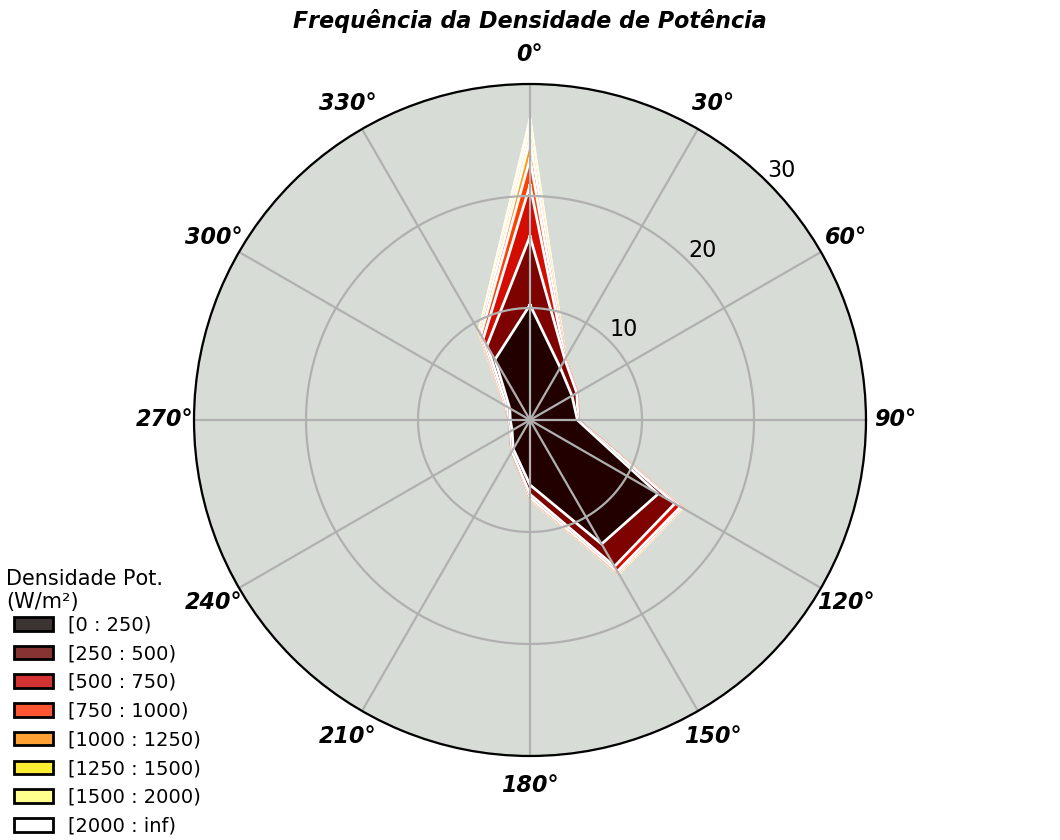 Frequência da Densidade de Potência
0°
330°
30°
30
300°
60°
20
10
270°
90°
Densidade Pot.
(W/m²)
240°
120°
[0 : 250)
[250 : 500)
[500 : 750)
[750 : 1000)
210°
150°
[1000 : 1250)
[1250 : 1500)
180°
[1500 : 2000)
[2000 : inf)